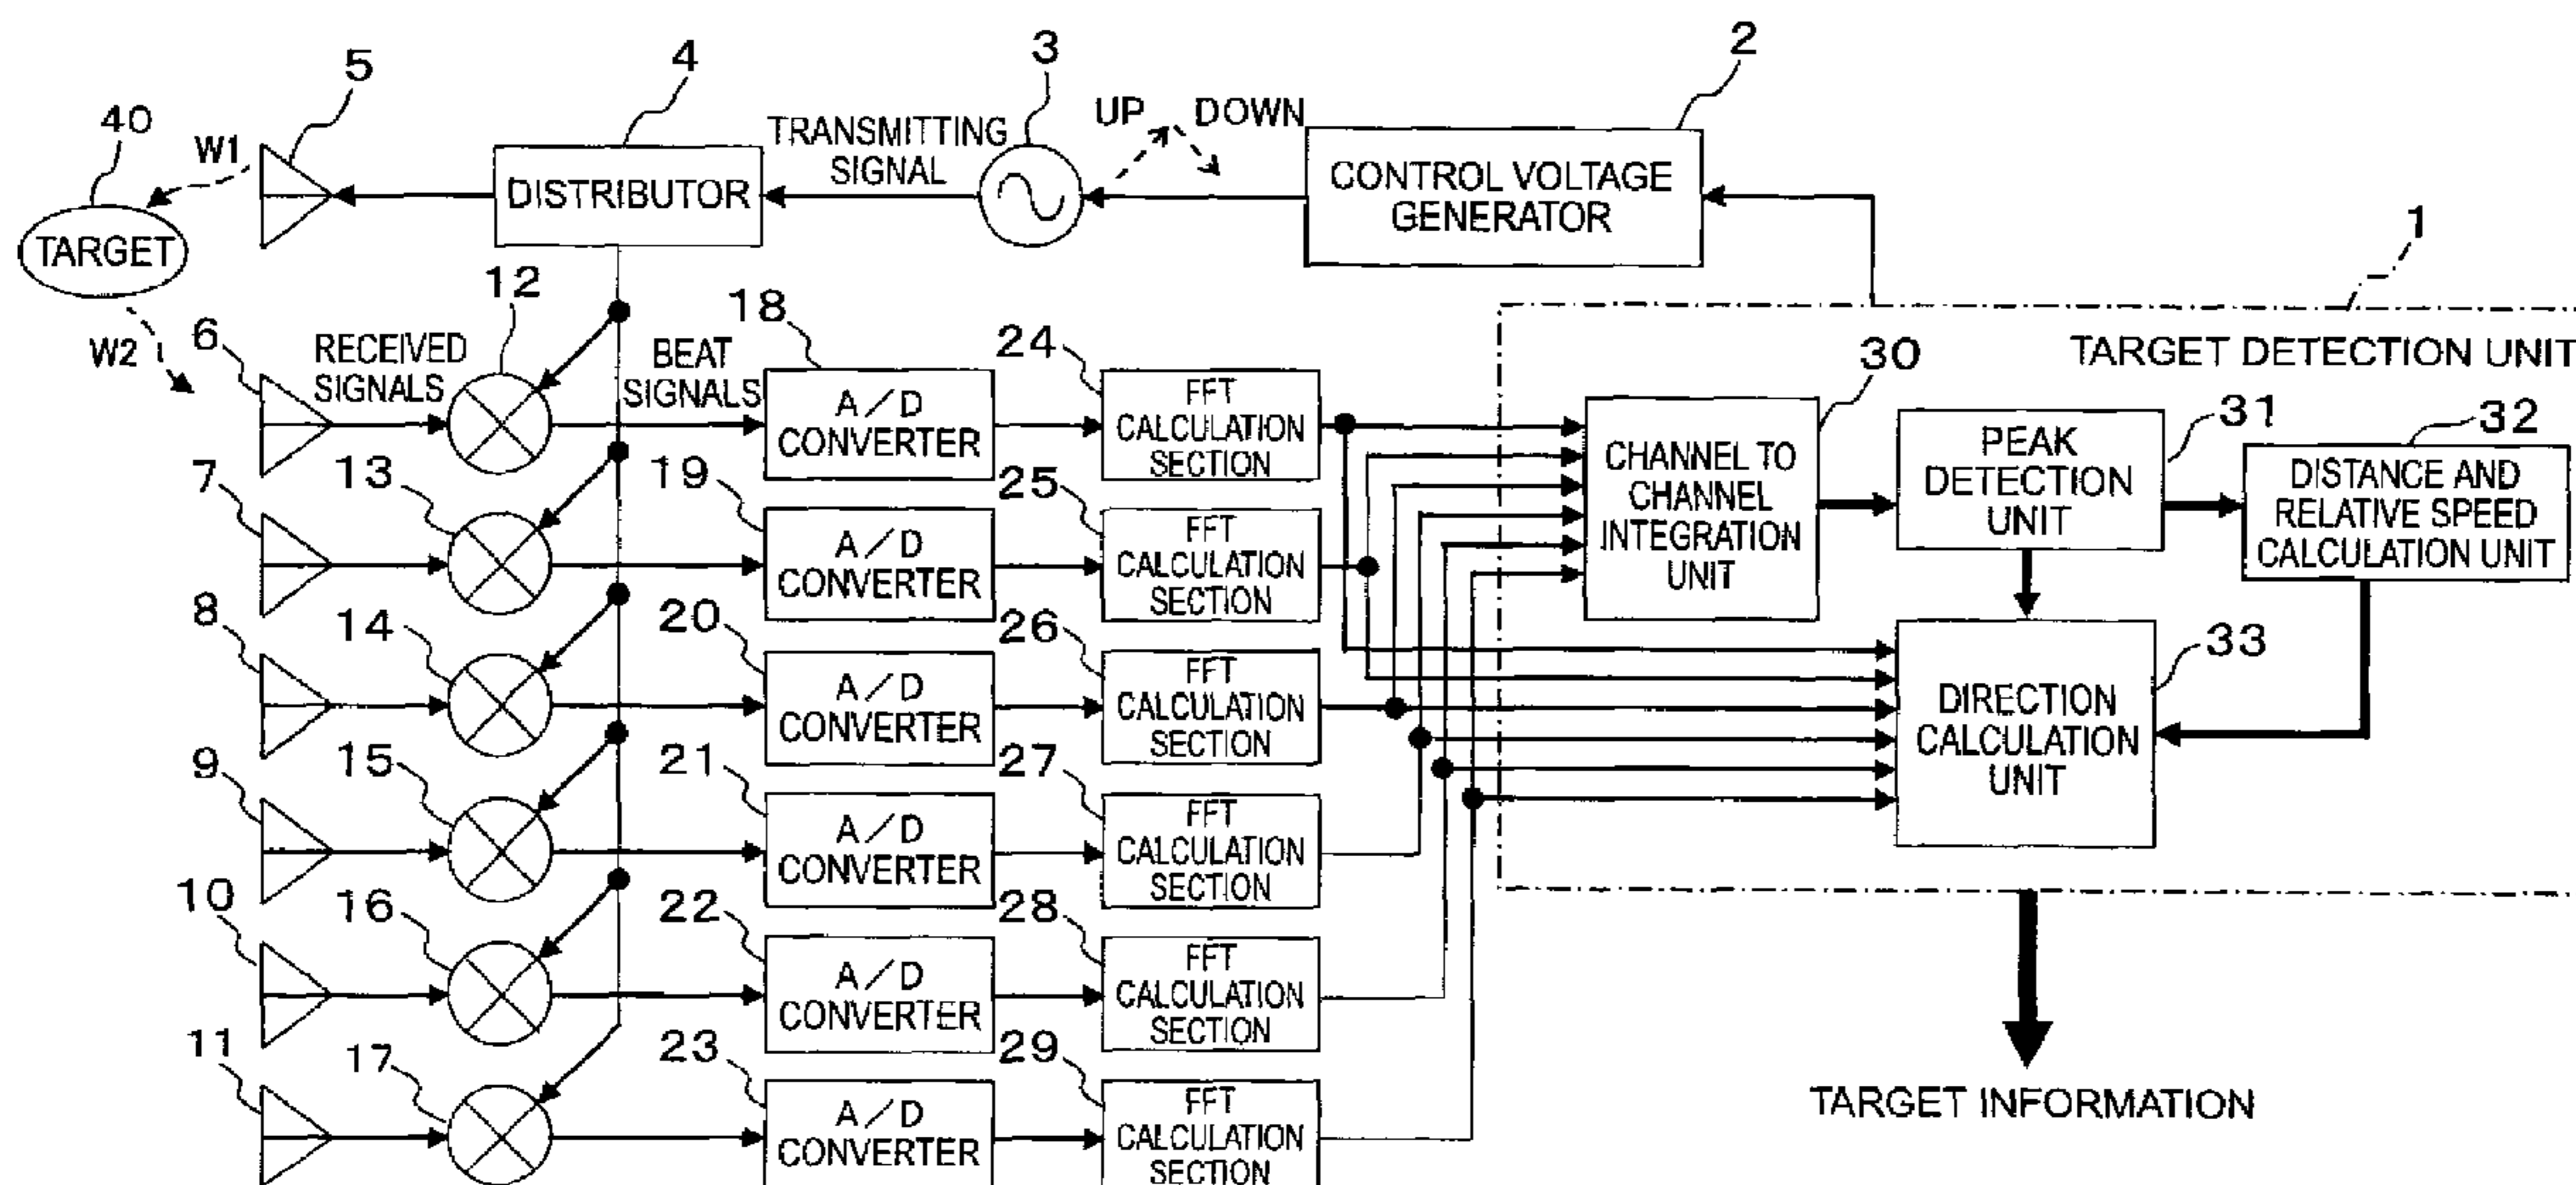 5
4
3
2
40
W1
TRANSMITTING
SIGNAL
UP
DOWN
DISTRIBUTOR
CONTROL VOLTAGE
GENERATOR
TARGET
1
12
18
24
30
TARGET DETECTION UNIT
W2
6
RECEIVED
SIGNALS
BEAT
SIGNALS
A/D
CONVERTER
FFT
CALCULATION
SECTION
CHANNEL TO
CHANNEL
INTEGRATION
UNIT
PEAK
DETECTION
UNIT
31
32
DISTANCE AND
RELATIVE SPEED
CALCULATION UNIT
7
13
19
A/D
CONVERTER
25
FFT
CALCULATION
SECTION
8
14
20
A/D
CONVERTER
26
FFT
CALCULATION
SECTION
33
DIRECTION
CALCULATION
UNIT
9
15
21
A/D
CONVERTER
27
FFT
CALCULATION
SECTION
10
16
22
A/D
CONVERTER
28
FFT
CALCULATION
SECTION
11
17
23
A/D
CONVERTER
29
FFT
CALCULATION
SECTION
TARGET INFORMATION